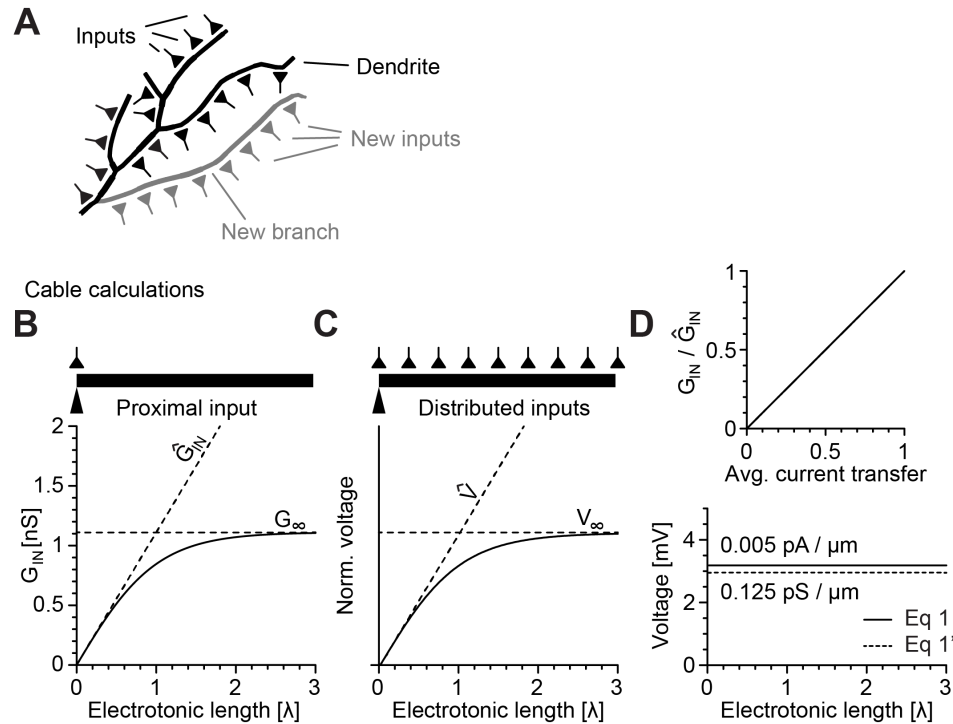 A
Inputs
Dendrite
New inputs
New branch
Cable calculations
B
Proximal input
2
1.5
1
0.5
0
G_IN [nS]
Ĝ_IN
G_∞
0 1 2 3
Electrotonic length [λ]
C
Distributed inputs
Norm. voltage
V̂
V_∞
0 1 2 3
Electrotonic length [λ]
D
G_IN / Ĝ_IN
1
0.5
0
0 0.5 1
Avg. current transfer
Voltage [mV]
4
2
0
0.005 pA / µm
0.125 pS / µm
Eq 1
Eq 1’
0 1 2 3
Electrotonic length [λ]